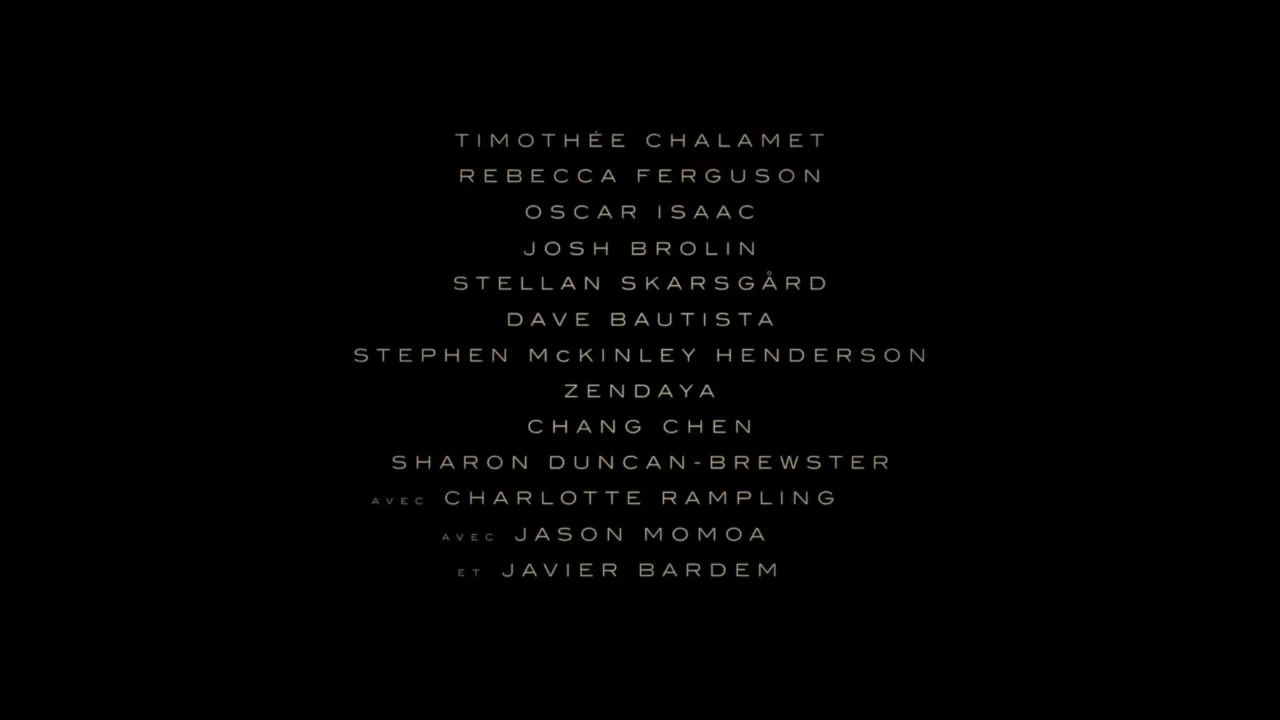 TIMOTHÉE CHALAMET
REBECCA FERGUSON
OSCAR ISAAC
JOSH BROLIN
STELLAN SKARSGÅRD
DAVE BAUTISTA
STEPHEN McKINLEY HENDERSON
ZENDAYA
CHANG CHEN
SHARON DUNCAN-BREWSTER
AVEC CHARLOTTE RAMPLING
AVEC JASON MOMOA
ET JAVIER BARDEM